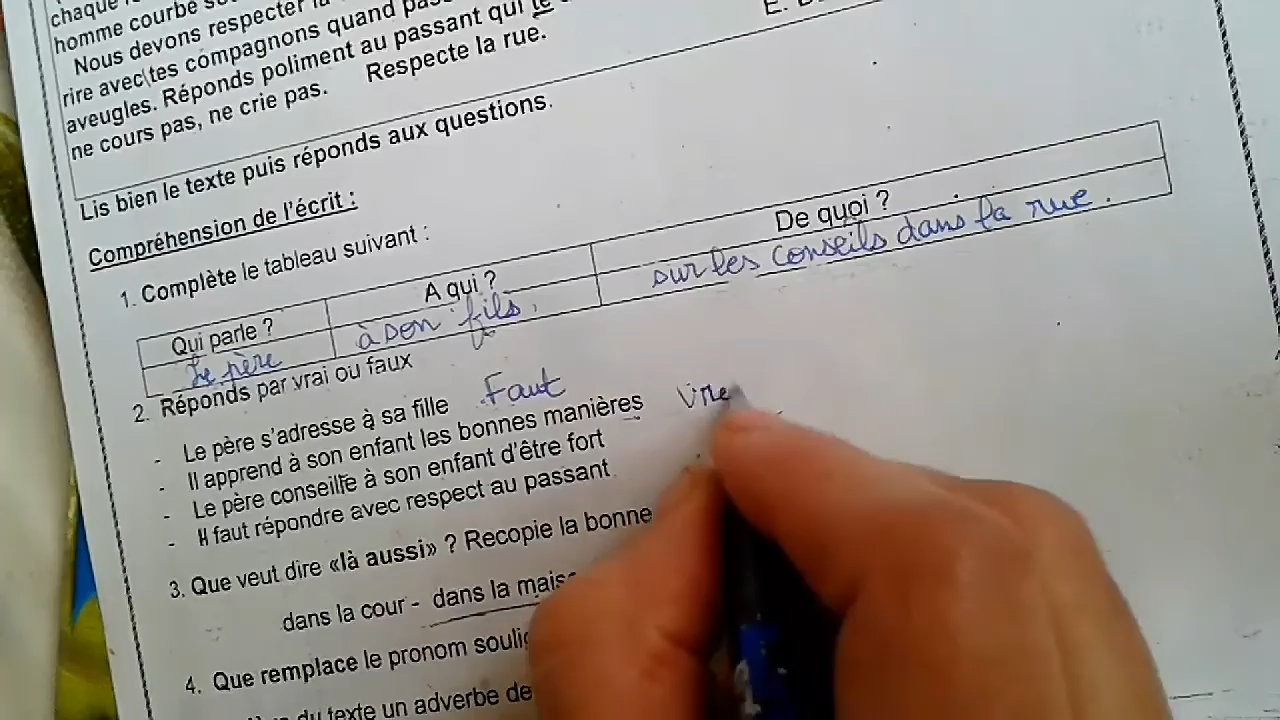 chaque
homme courbé
Nous devons respecter
rire avec tes compagnons quand
aveugles. Réponds poliment au passant qui te
ne cours pas, ne crie pas. Respecte la rue.
Lis bien le texte puis réponds aux questions.
Compréhension de l'écrit :
1. Complète le tableau suivant :
Qui parle ? A qui ? De quoi ?
Le père à son fils. sur les conseils dans la rue.
2. Réponds par vrai ou faux
- Le père s'adresse à sa fille Faut
- Il apprend à son enfant les bonnes manières
- Le père conseille à son enfant d'être fort
- Il faut répondre avec respect au passant
3. Que veut dire «là aussi» ? Recopie la bonne
dans la cour - dans la
4. Que remplace le pronom
du texte un adverbe de